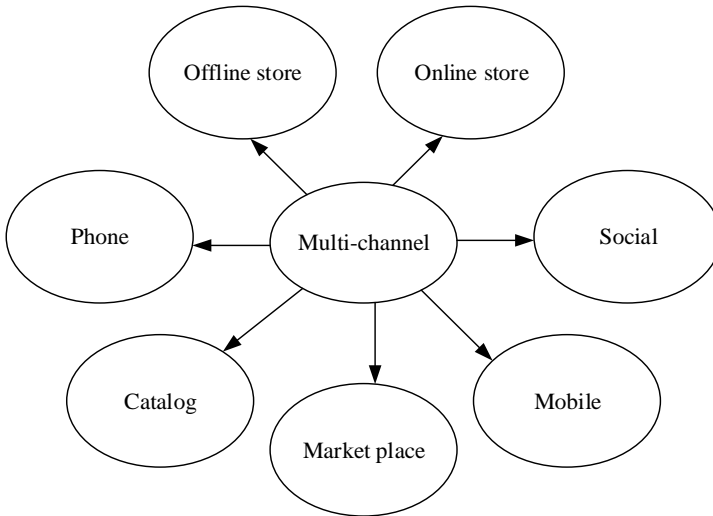 Offline store
Online store
Phone
Multi-channel
Social
Catalog
Mobile
Market place